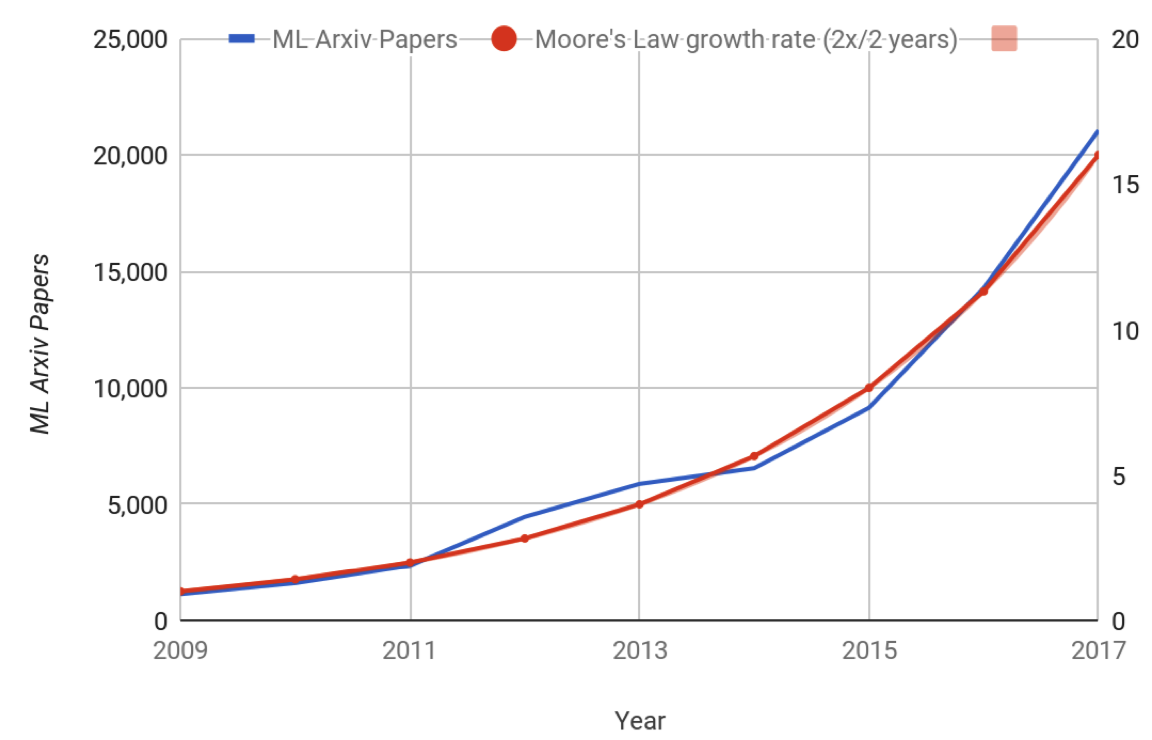 ML Arxiv Papers Moore's Law growth rate (2x/2 years)
25,000 20
20,000
15
15,000
10
10,000
5
5,000
0 0
ML Arxiv Papers
2009 2011 2013 2015 2017
Year